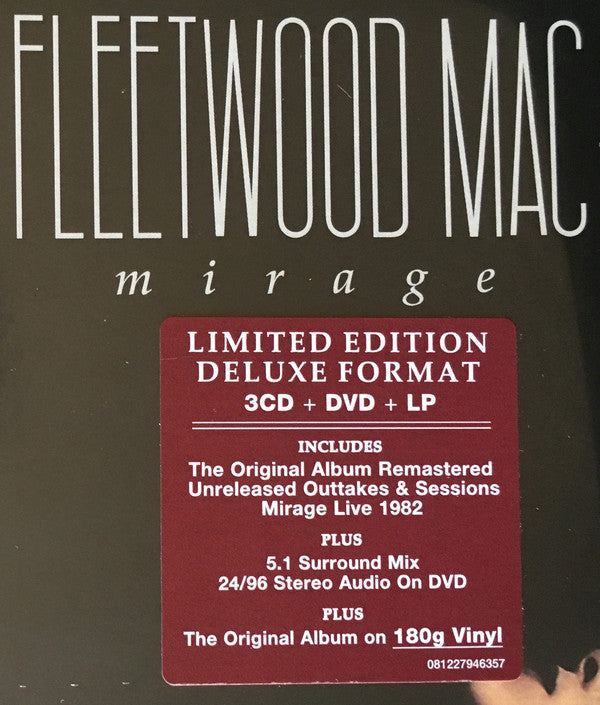 FLEETWOOD MAC
mirage
LIMITED EDITION
DELUXE FORMAT
3CD + DVD + LP
INCLUDES
The Original Album Remastered
Unreleased Outtakes & Sessions
Mirage Live 1982
PLUS
5.1 Surround Mix
24/96 Stereo Audio On DVD
PLUS
The Original Album on 180g Vinyl
081227946357